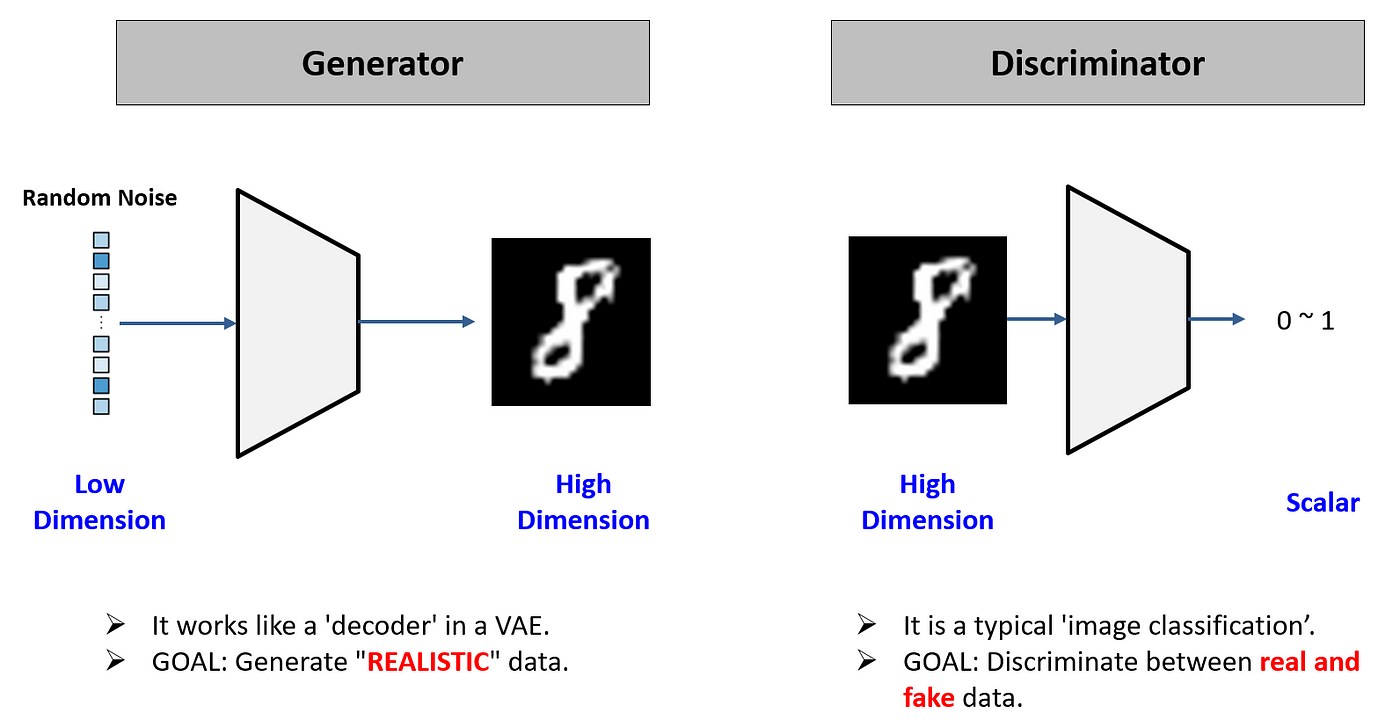 Generator
Discriminator
Random Noise
0 ~ 1
Low
Dimension
High
Dimension
High
Dimension
Scalar
➢ It works like a 'decoder' in a VAE.
➢ GOAL: Generate "REALISTIC" data.
➢ It is a typical 'image classification’.
➢ GOAL: Discriminate between real and
fake data.